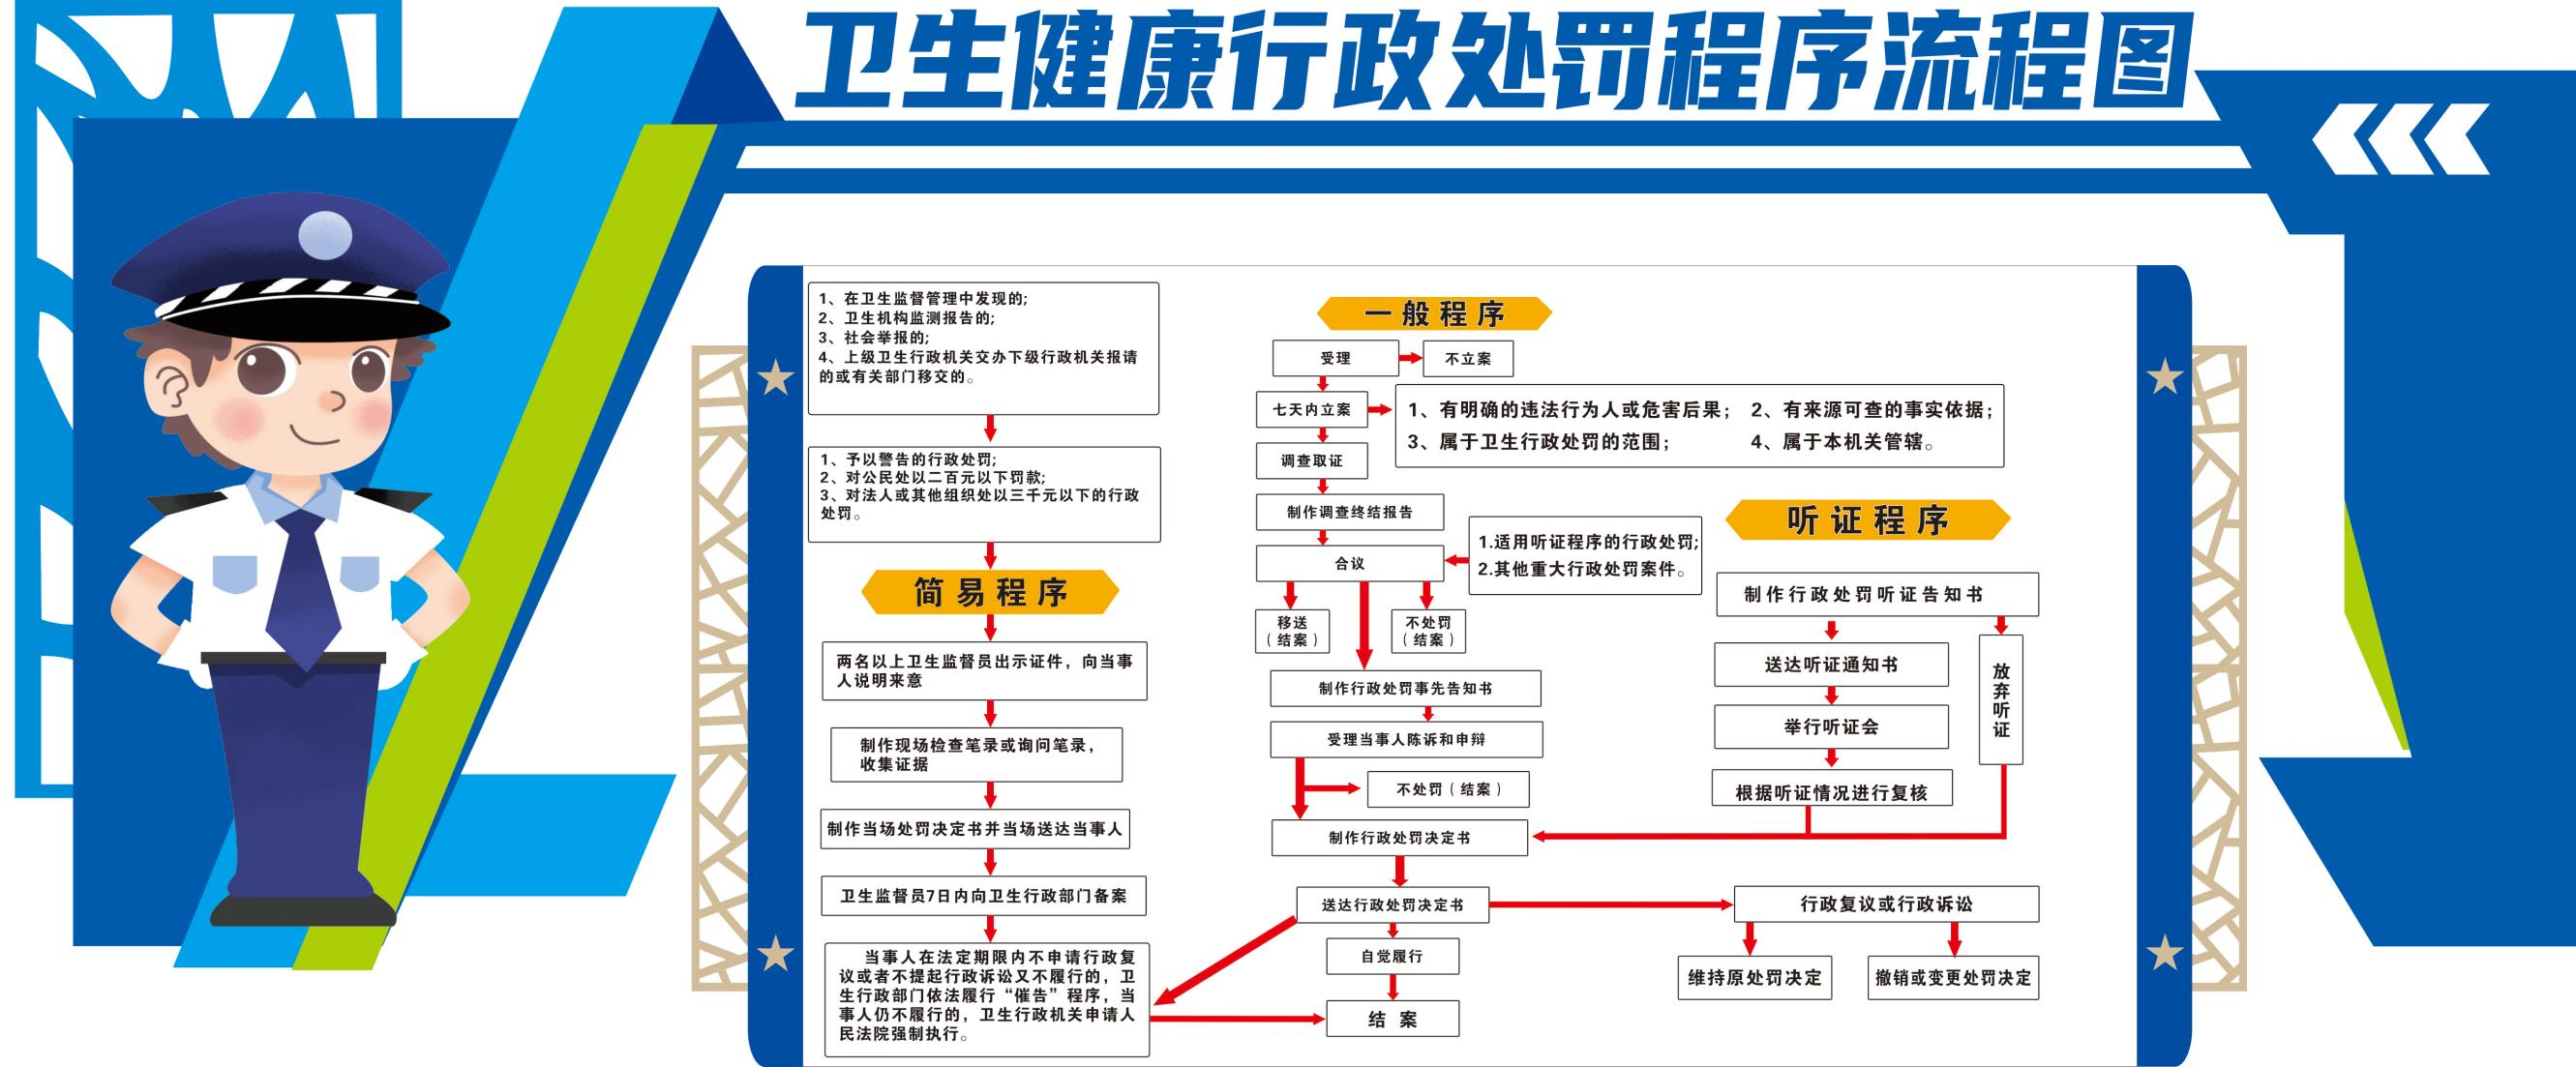 卫生健康行政处罚程序流程图
1、在卫生监督管理中发现的;
2、卫生机构监测报告的;
3、社会举报的;
4、上级卫生行政机关交办下级行政机关报请
的或有关部门移交的。
1、予以警告的行政处罚;
2、对公民处以二百元以下罚款;
3、对法人或其他组织处以三千元以下的行政
处罚。
简易程序
两名以上卫生监督员出示证件，向当事
人说明来意
制作现场检查笔录或询问笔录，
收集证据
制作当场处罚决定书并当场送达当事人
卫生监督员7日内向卫生行政部门备案
当事人在法定期限内不申请行政复
议或者不提起行政诉讼又不履行的，卫
生行政部门依法履行“催告”程序，当
事人仍不履行的，卫生行政机关申请人
民法院强制执行。
一般程序
受理
不立案
七天内立案
1、有明确的违法行为人或危害后果； 2、有来源可查的事实依据；
3、属于卫生行政处罚的范围； 4、属于本机关管辖。
调查取证
制作调查终结报告
合议
1.适用听证程序的行政处罚;
2.其他重大行政处罚案件。
移送
（结案）
不处罚
（结案）
制作行政处罚事先告知书
受理当事人陈诉和申辩
不处罚（结案）
制作行政处罚决定书
送达行政处罚决定书
自觉履行
结 案
听证程序
制作行政处罚听证告知书
送达听证通知书
举行听证会
根据听证情况进行复核
放弃听证
行政复议或行政诉讼
维持原处罚决定
撤销或变更处罚决定